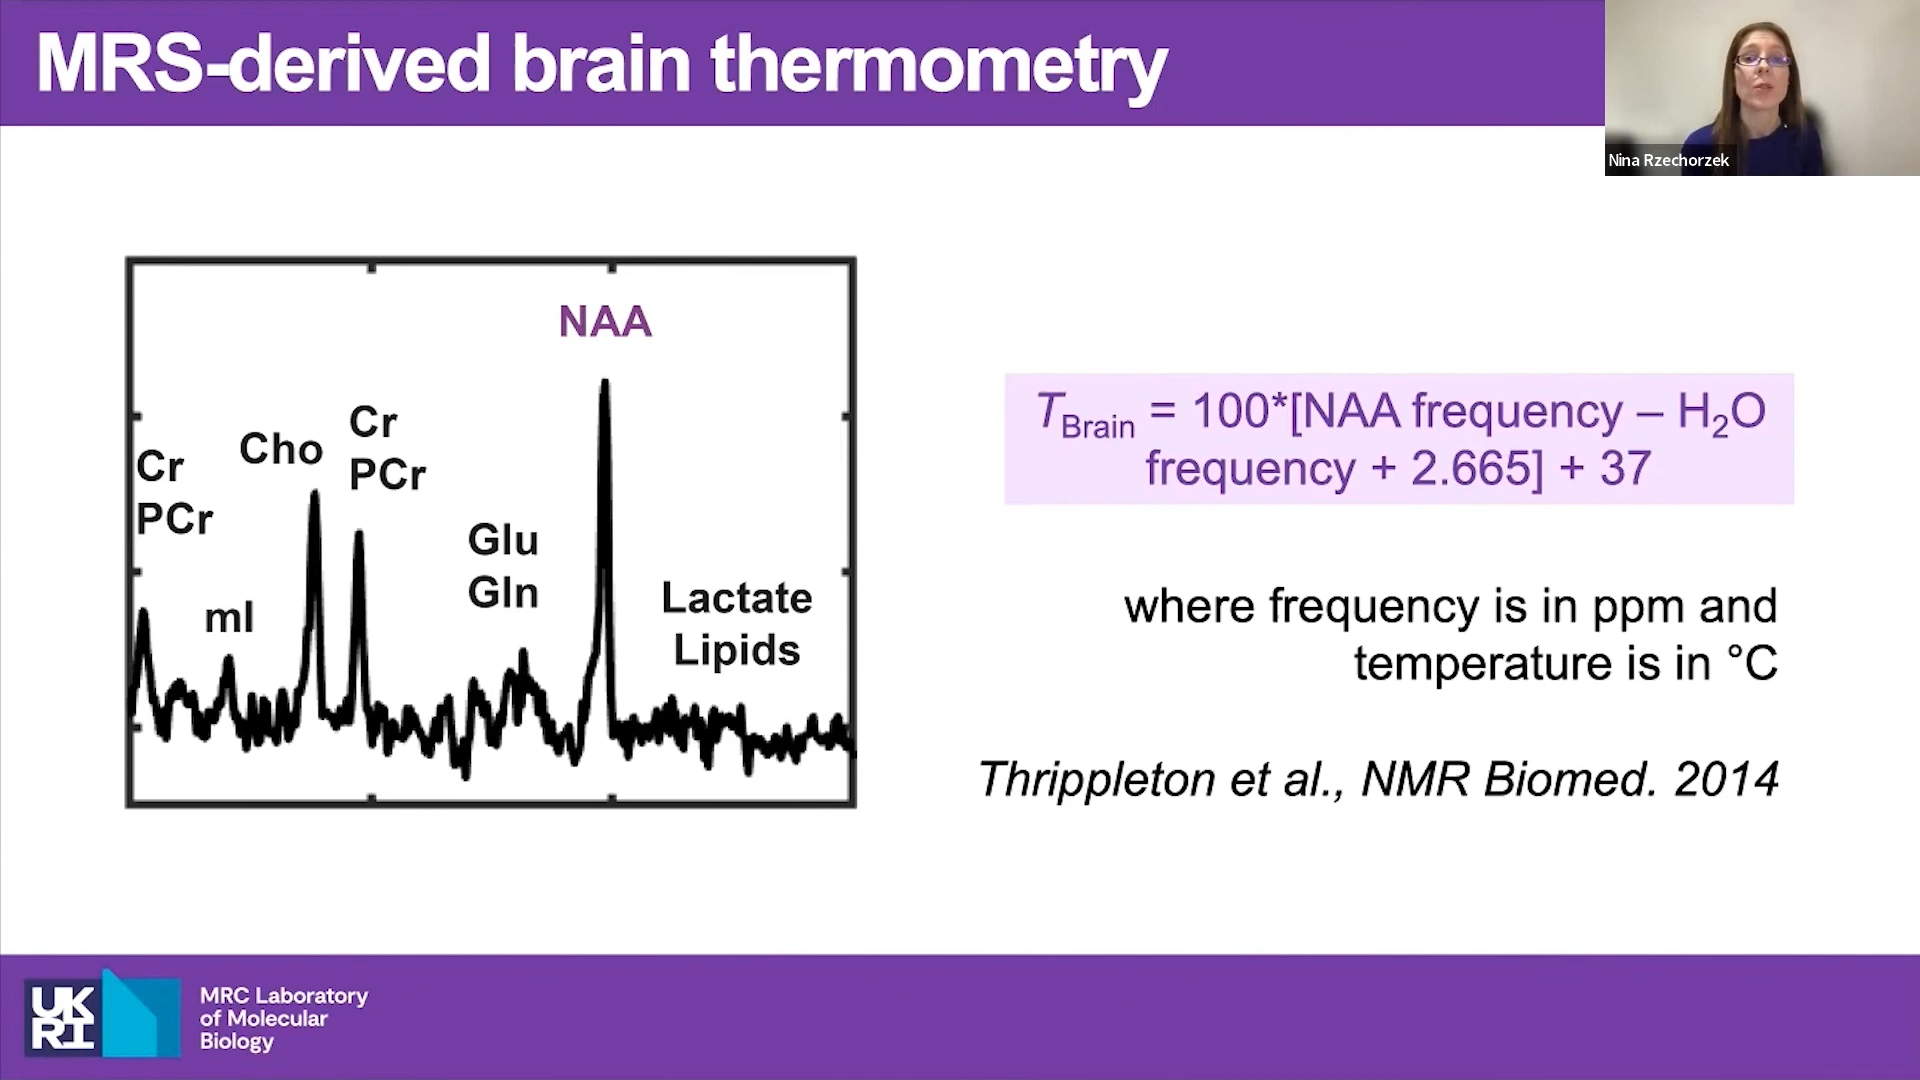 MRS-derived brain thermometry
Nina Rzechorzek
NAA
Cr
PCr
Cho
Cr
PCr
mI
Glu
Gln
Lactate
Lipids
T_Brain = 100*[NAA frequency – H₂O
frequency + 2.665] + 37
where frequency is in ppm and
temperature is in °C
Thrippleton et al., NMR Biomed. 2014
UK
RI
MRC Laboratory
of Molecular
Biology